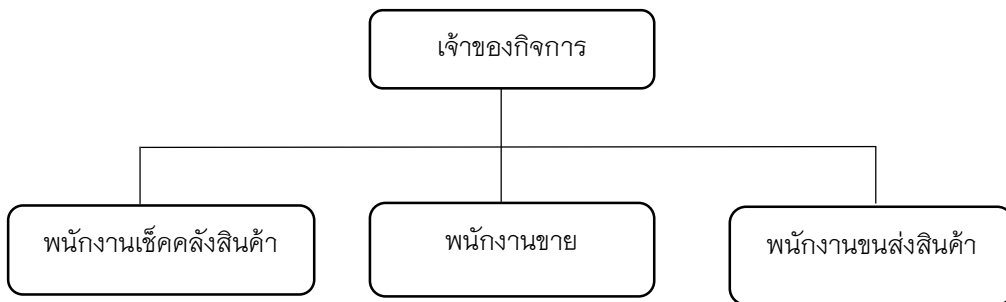 เจ้าของกิจการ
พนักงานเช็คคลังสินค้า
พนักงานขาย
พนักงานขนส่งสินค้า